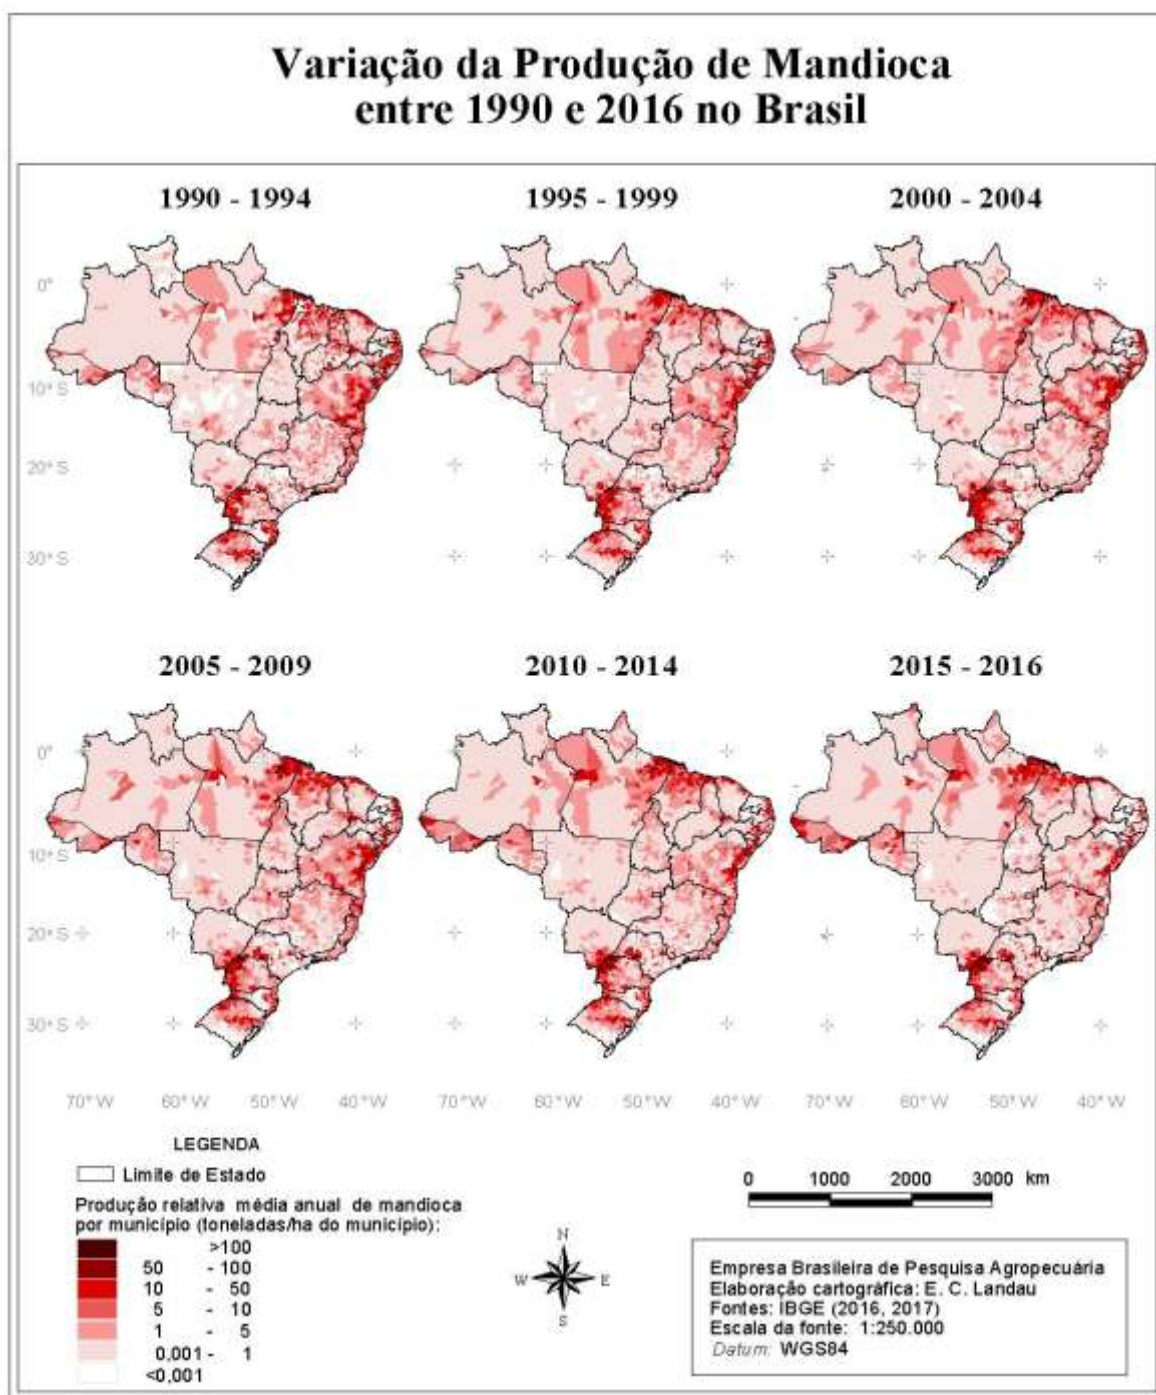 Variação da Produção de Mandioca
entre 1990 e 2016 no Brasil
1990 - 1994
1995 - 1999
2000 - 2004
0°
10° S
20° S
30° S
2005 - 2009
2010 - 2014
2015 - 2016
0°
10° S
20° S
30° S
70° W 60° W 50° W 40° W
70° W 60° W 50° W 40° W
70° W 60° W 50° W 40° W
LEGENDA
Limite de Estado
Produção relativa média anual de mandioca
por município (toneladas/ha do município):
>100
50 - 100
10 - 50
5 - 10
1 - 5
0,001 - 1
<0,001
N
W E
S
0 1000 2000 3000 km
Empresa Brasileira de Pesquisa Agropecuária
Elaboração cartográfica: E. C. Landau
Fontes: IBGE (2016, 2017)
Escala da fonte: 1:250.000
Datum: WGS84